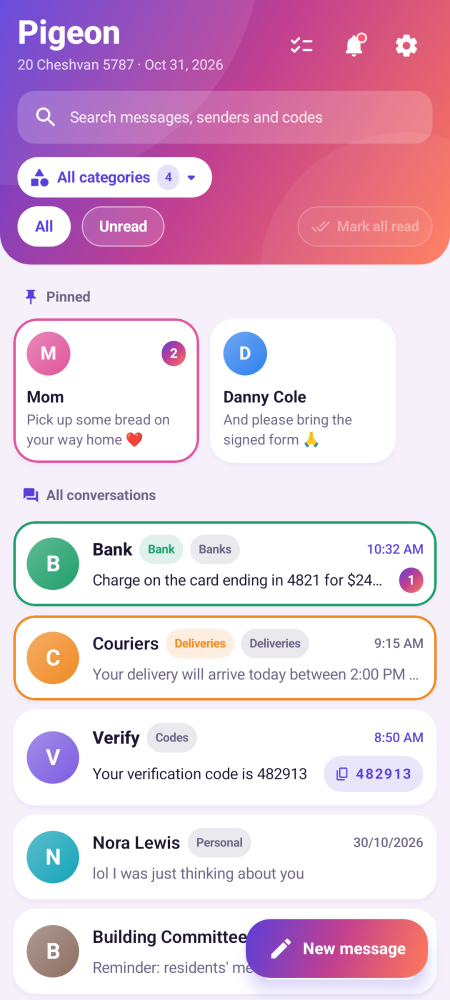 Pigeon
20 Cheshvan 5787 · Oct 31, 2026
Search messages, senders and codes
All categories 4
All Unread Mark all read
Pinned
M 2
Mom
Pick up some bread on
your way home ❤️
D
Danny Cole
And please bring the
signed form 🙏
All conversations
B
Bank Bank Banks 10:32 AM
Charge on the card ending in 4821 for $24… 1
C
Couriers Deliveries Deliveries 9:15 AM
Your delivery will arrive today between 2:00 PM …
V
Verify Codes 8:50 AM
Your verification code is 482913 482913
N
Nora Lewis Personal 30/10/2026
lol I was just thinking about you
B
Building Committee
Reminder: residents'
New message